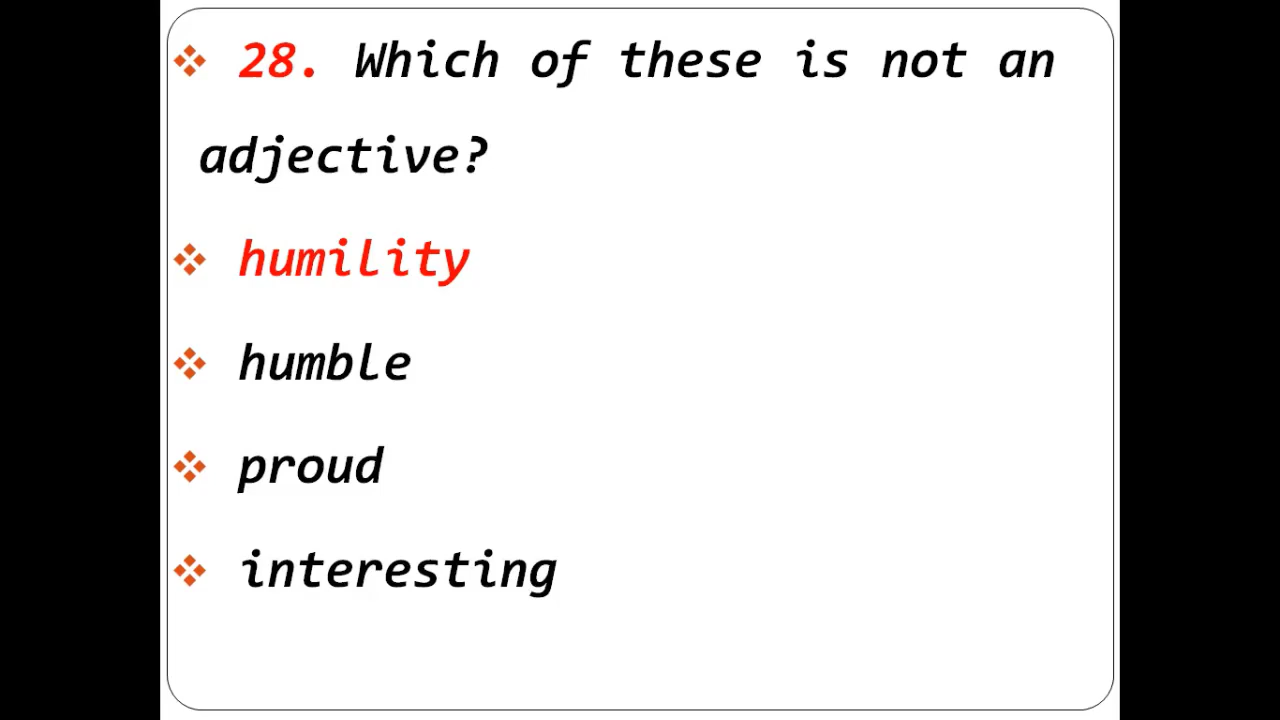 28. Which of these is not an
adjective?
humility
humble
proud
interesting